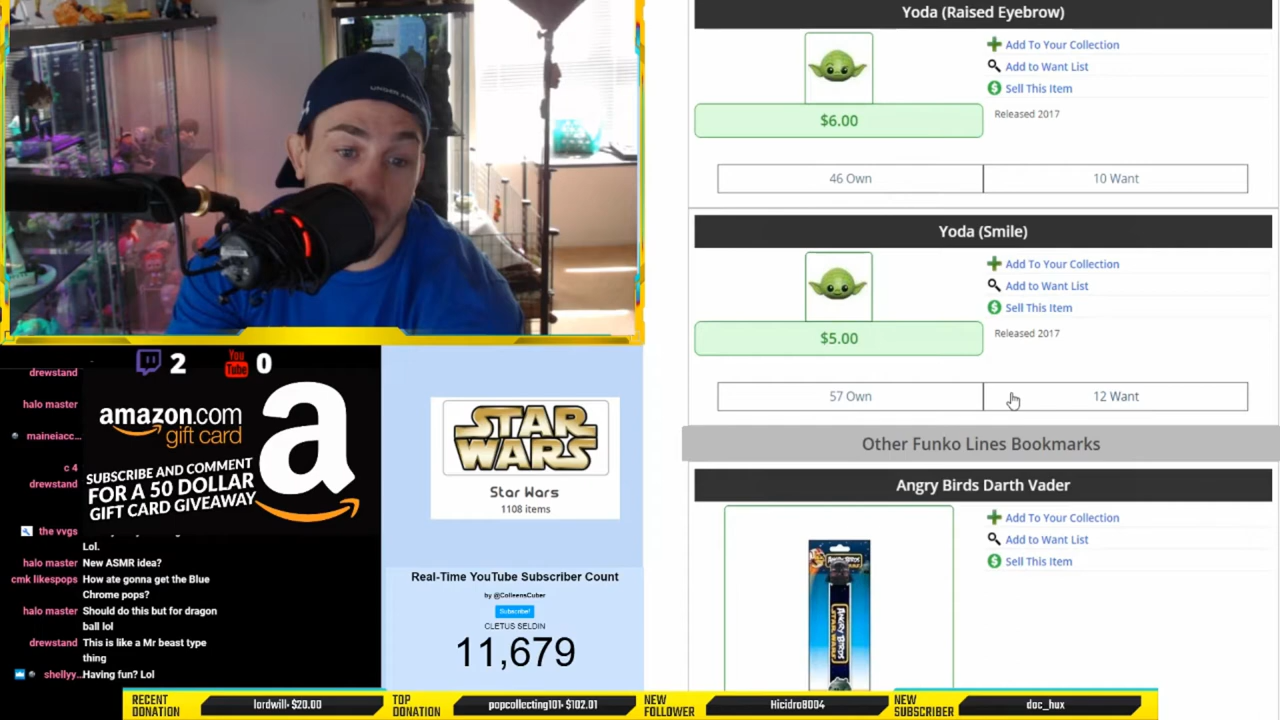 Yoda (Raised Eyebrow)
Add To Your Collection
Add to Want List
Sell This Item
Released 2017
$6.00
46 Own
10 Want
Yoda (Smile)
Add To Your Collection
Add to Want List
Sell This Item
Released 2017
$5.00
57 Own
12 Want
Other Funko Lines Bookmarks
Angry Birds Darth Vader
Add To Your Collection
Add to Want List
Sell This Item
2
You Tube 0
drewstand
halo master
maineiacc...
c 4
drewstand
the vvgs
Lol.
halo master New ASMR idea?
cmk likespops How ate gonna get the Blue
Chrome pops?
halo master Should do this but for dragon
ball lol
drewstand This is like a Mr beast type
thing
shellyy... Having fun? Lol
amazon.com
gift card
a
SUBSCRIBE AND COMMENT
FOR A 50 DOLLAR
GIFT CARD GIVEAWAY
STAR
WARS
Star Wars
1108 items
Real-Time YouTube Subscriber Count
by @ColleensCuber
Subscribe!
CLETUS SELDIN
11,679
RECENT
DONATION
lordwill• $20.00
TOP
DONATION
popcollecting101• $102.01
NEW
FOLLOWER
Hicidro8004
NEW
SUBSCRIBER
doc_hux